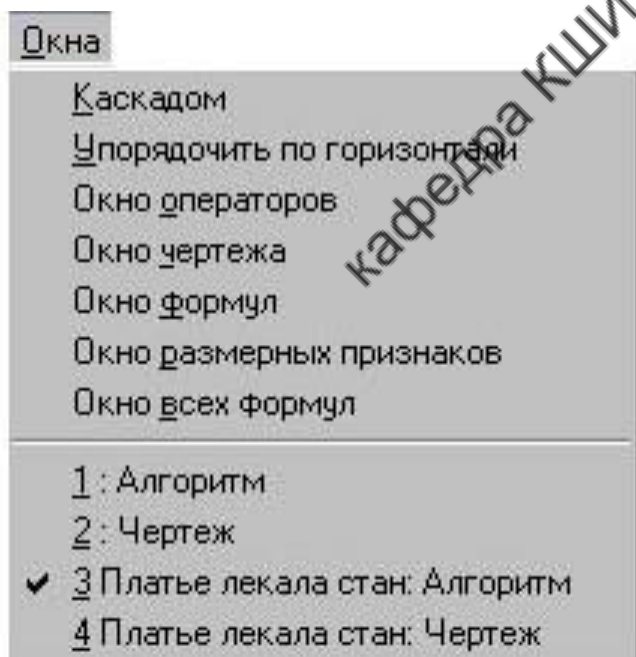 Окна
Каскадом
Упорядочить по горизонтали
Окно операторов
Окно чертежа
Окно формул
Окно размерных признаков
Окно всех формул
1 : Алгоритм
2 : Чертеж
✔ 3 Платье лекала стан: Алгоритм
4 Платье лекала стан: Чертеж
кафедра КШИ